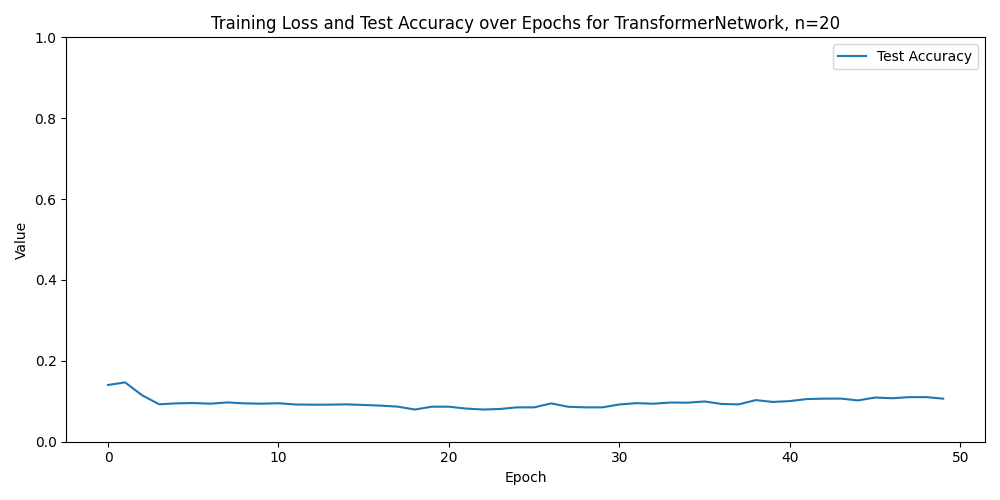 Training Loss and Test Accuracy over Epochs for TransformerNetwork, n=20
1.0
Test Accuracy
0.8
0.6
Value
0.4
0.2
0.0
0 10 20 30 40 50
Epoch